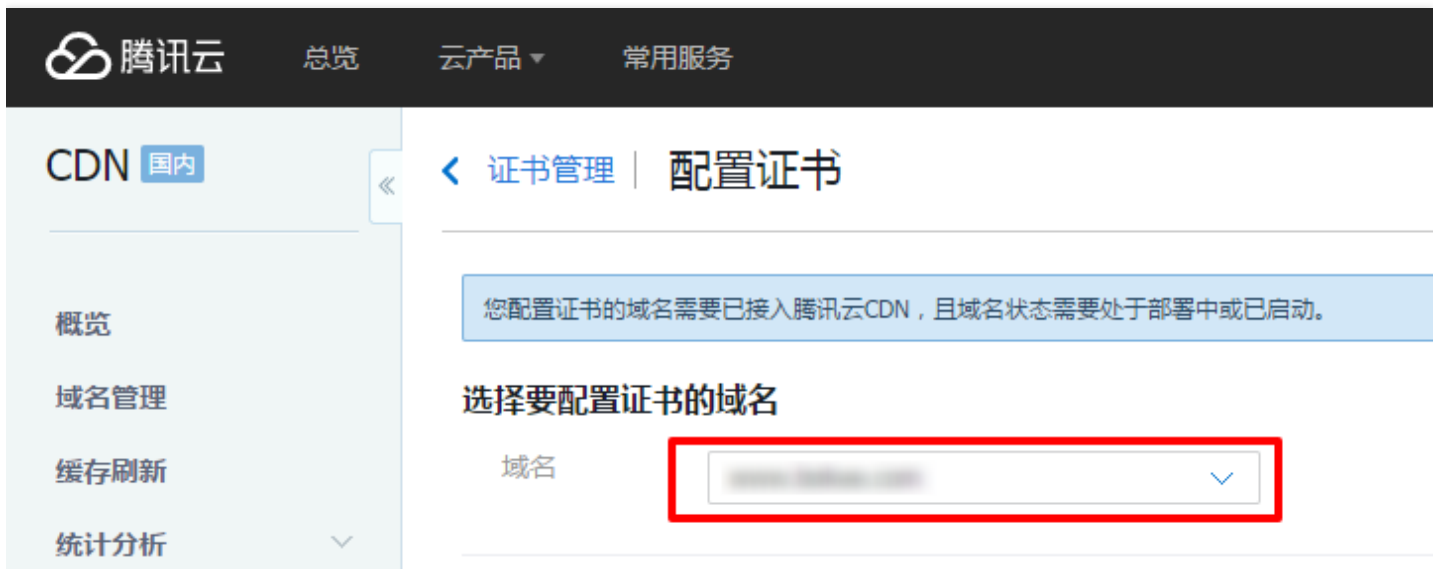 腾讯云 总览 云产品 常用服务
CDN 国内
证书管理 配置证书
您配置证书的域名需要已接入腾讯云CDN，且域名状态需要处于部署中或已启动。
概览
域名管理
选择要配置证书的域名
域名
缓存刷新
统计分析